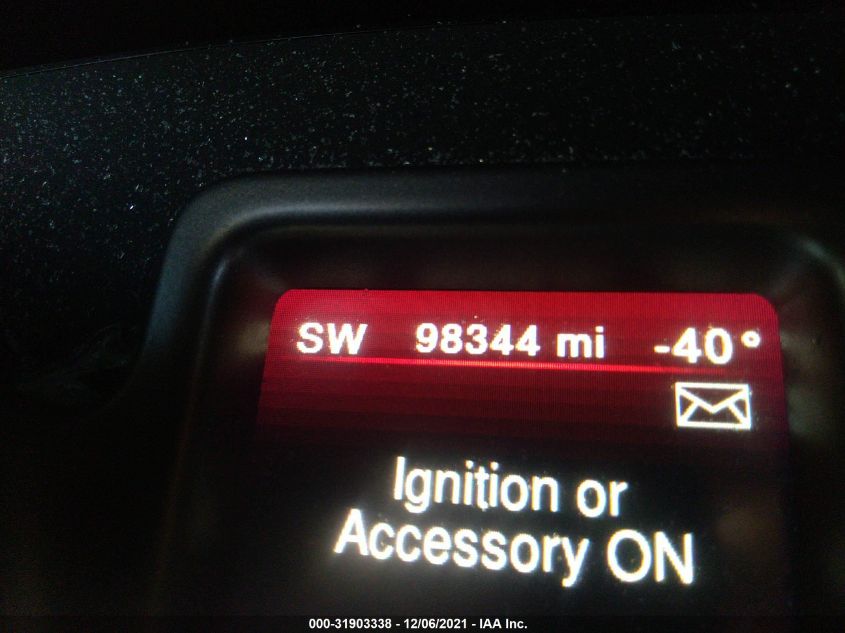 SW 98344 mi -40°
Ignition or
Accessory ON
000-31903338 - 12/06/2021 - IAA Inc.